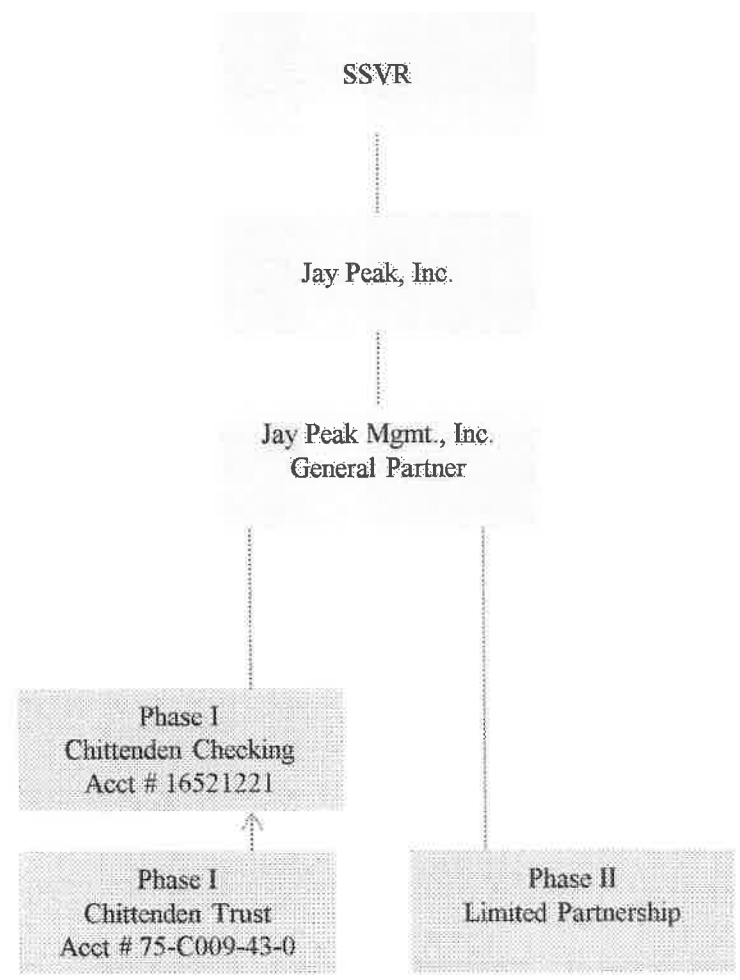 SSVR
Jay Peak, Inc.
Jay Peak Mgmt., Inc.
General Partner
Phase I
Chittenden Checking
Acct # 16521221
Phase I
Chittenden Trust
Acct # 75-C009-43-0
Phase II
Limited Partnership